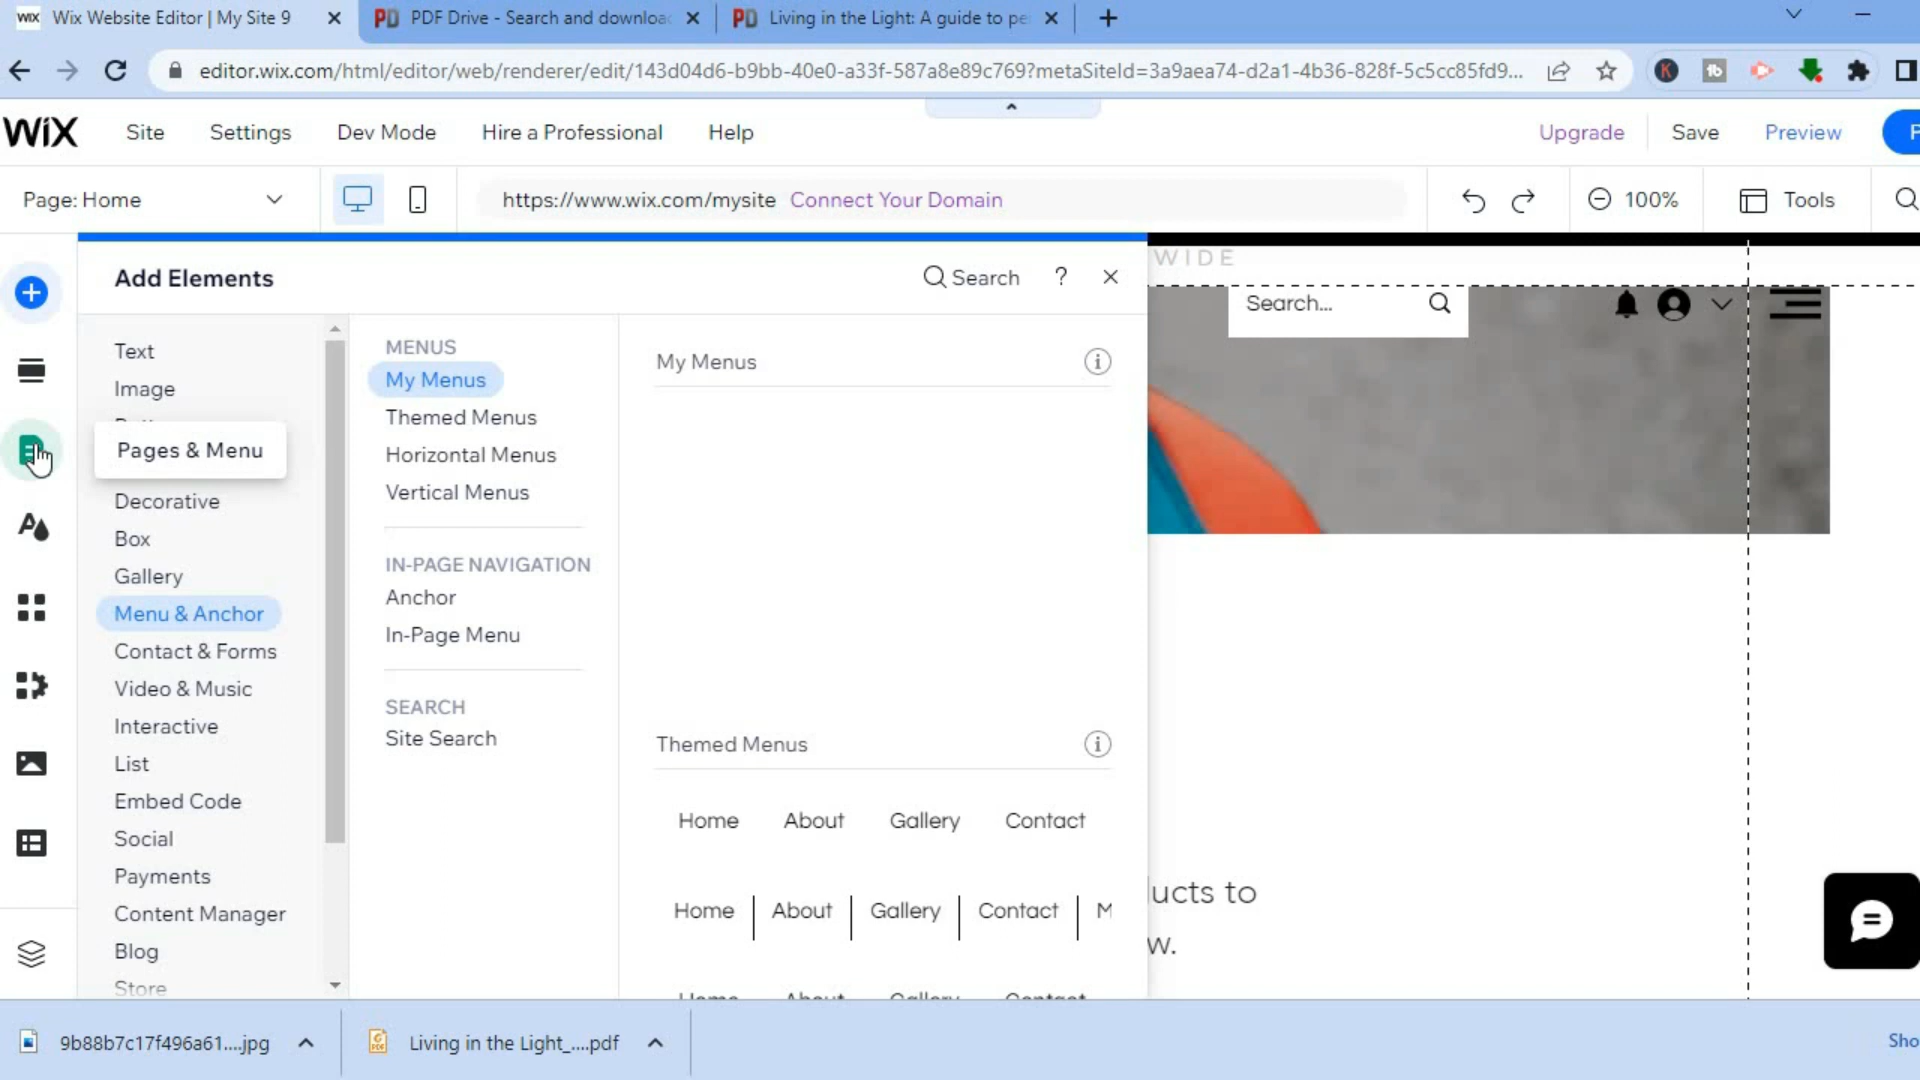 WiX Wix Website Editor | My Site 9
PDF Drive - Search and downloa
Living in the Light: A guide to pe
editor.wix.com/html/editor/web/renderer/edit/143d04d6-b9bb-40e0-a33f-587a8e89c769?metaSiteId=3a9aea74-d2a1-4b36-828f-5c5cc85fd9...
WiX Site Settings Dev Mode Hire a Professional Help Upgrade Save Preview P
Page: Home
https://www.wix.com/mysite Connect Your Domain
100% Tools
Add Elements
Search ?
WIDE
Search...
Text
Image
Pages & Menu
Decorative
Box
Gallery
Menu & Anchor
Contact & Forms
Video & Music
Interactive
List
Embed Code
Social
Payments
Content Manager
Blog
Store
MENUS
My Menus
Themed Menus
Horizontal Menus
Vertical Menus
IN-PAGE NAVIGATION
Anchor
In-Page Menu
SEARCH
Site Search
My Menus
Themed Menus
Home About Gallery Contact
Home About Gallery Contact M
Home About Gallery Contact
ucts to
w.
9b88b7c17f496a61....jpg
Living in the Light_....pdf
Sho